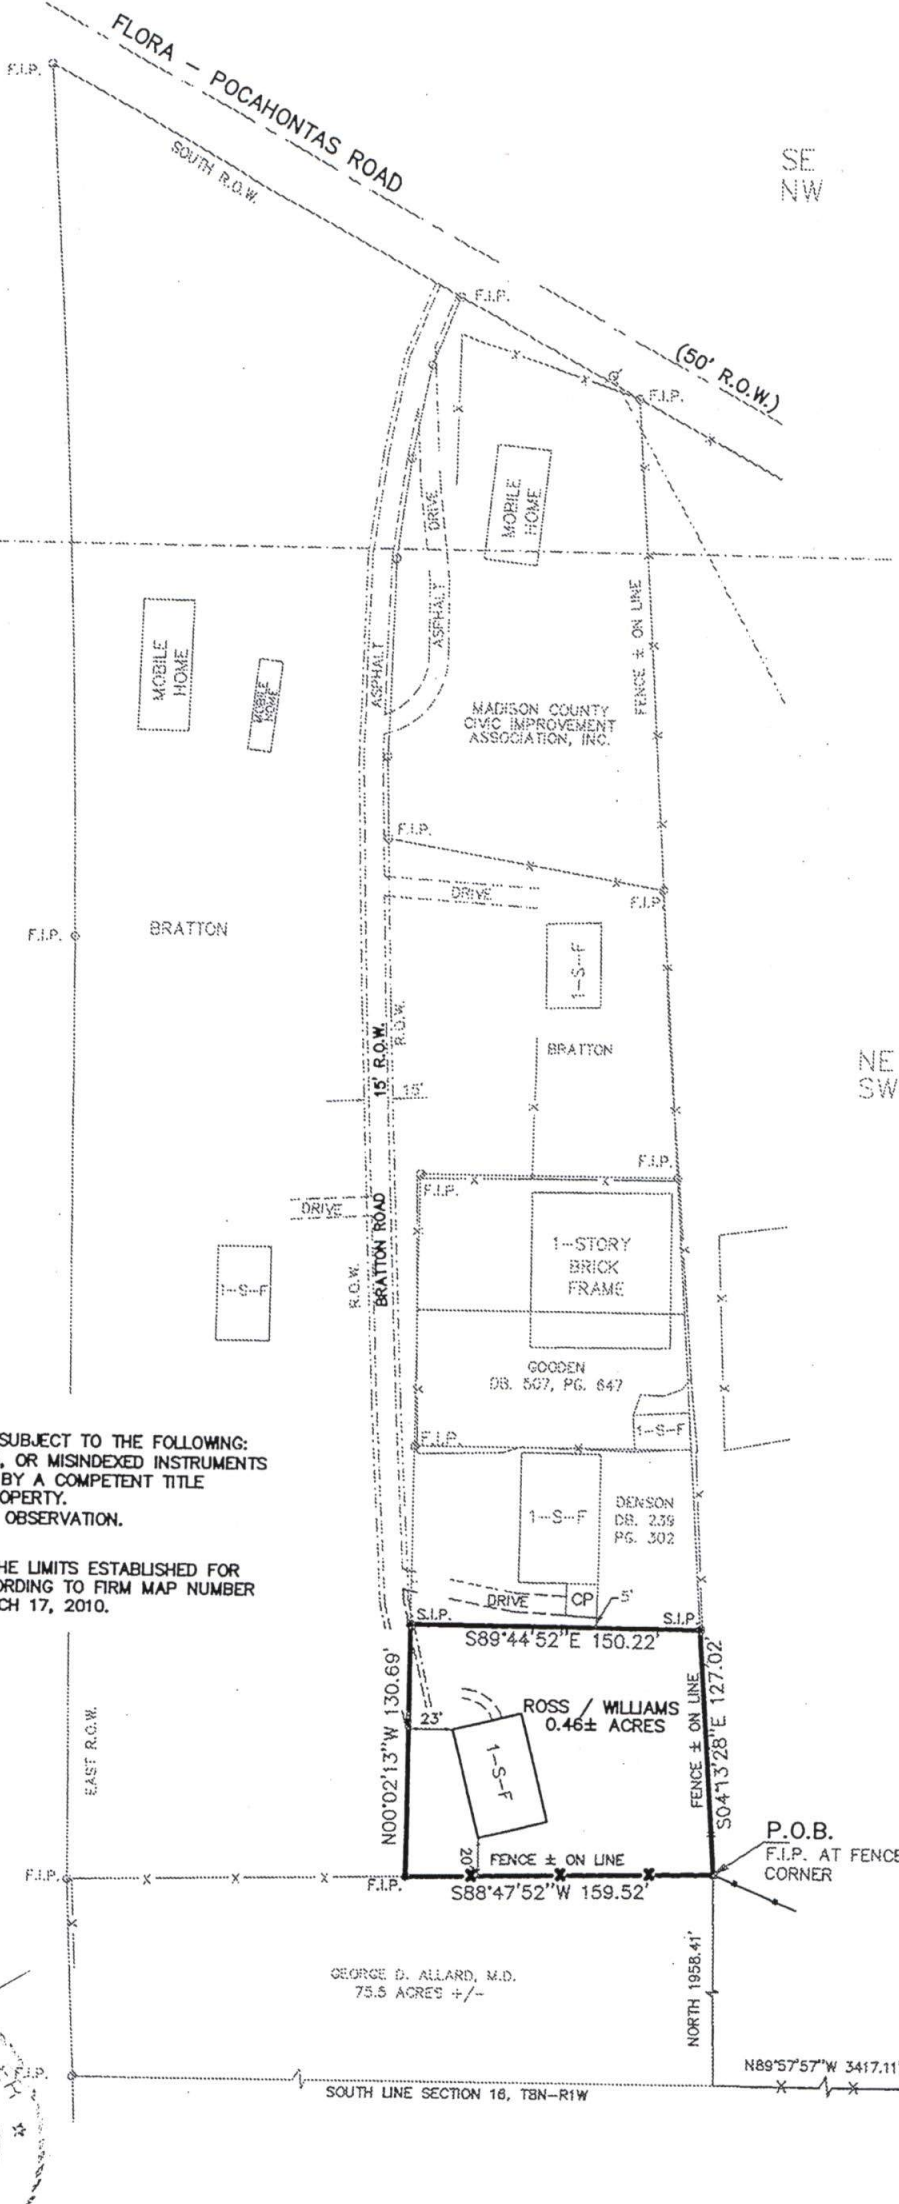 F.I.P.
FLORA - POCAHONTAS ROAD
SOUTH R.O.W.
SE
NW
F.I.P.
(50' R.O.W.)
F.I.P.
MOBILE
HOME
DRIVE
ASPHALT
FENCE ± ON LINE
MOBILE
HOME
MOBILE
HOME
ASPHALT
MADISON COUNTY
CIVIC IMPROVEMENT
ASSOCIATION, INC.
F.I.P.
DRIVE
F.I.P.
F.I.P.
BRATTON
1-S-F
R.O.W.
15' R.O.W.
BRATTON
NE
SW
15'
F.I.P.
F.I.P.
DRIVE
BRATTON ROAD
R.O.W.
1-STORY
BRICK
FRAME
1-S-F
GOODEN
DB. 507, PG. 647
1-S-F
F.I.P.
SUBJECT TO THE FOLLOWING:
, OR MISINDEXED INSTRUMENTS
BY A COMPETENT TITLE
OPERTY.
OBSERVATION.
HE LIMITS ESTABLISHED FOR
ORDING TO FIRM MAP NUMBER
CH 17, 2010.
1-S-F
DENSON
DB. 239
PG. 302
DRIVE
CP
5'
S.I.P.
S.I.P.
S89°44'52"E 150.22'
N00°02'13"W 130.69'
ROSS / WILLIAMS
0.46± ACRES
23'
1-S-F
FENCE ± ON LINE
S04°13'28"E 127.02'
EAST R.O.W.
P.O.B.
F.I.P. AT FENCE
CORNER
20'
FENCE ± ON LINE
F.I.P.
F.I.P.
S88°47'52"W 159.52'
GEORGE D. ALLARD, M.D.
75.5 ACRES +/-
NORTH 1958.41'
F.I.P.
N89°57'57"W 3417.11'
SOUTH LINE SECTION 16, T8N-R1W